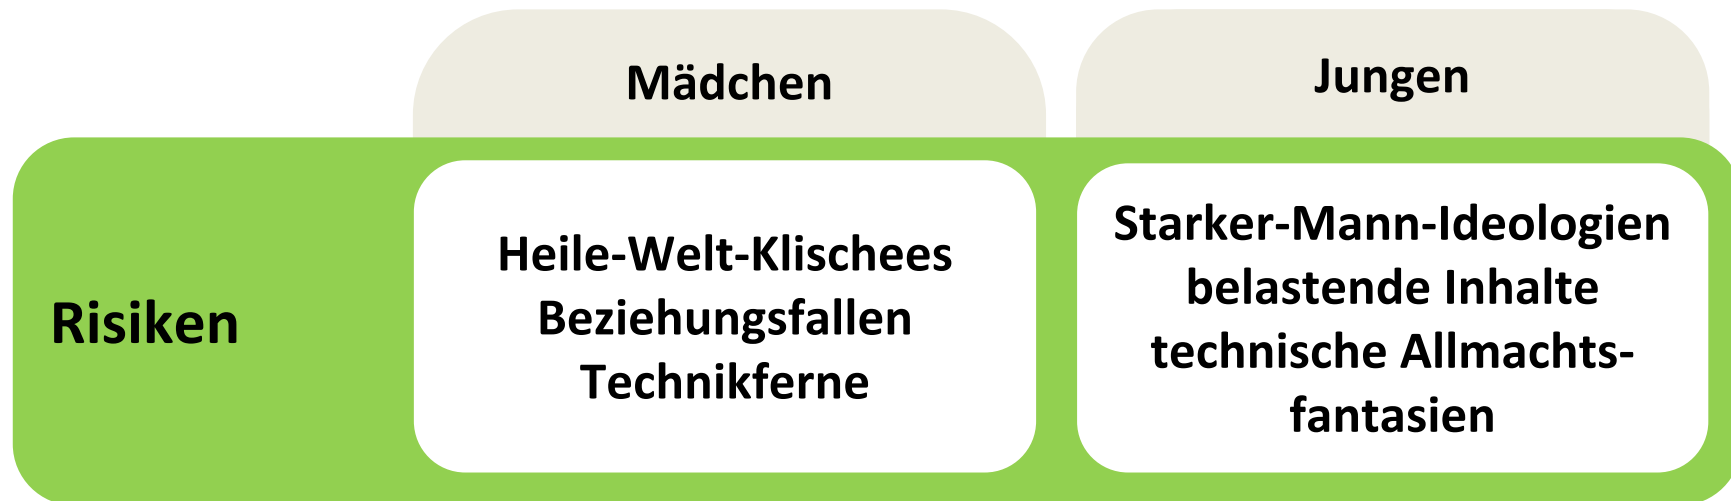 Mädchen
Jungen
Risiken
Heile-Welt-Klischees
Beziehungsfallen
Technikferne
Starker-Mann-Ideologien
belastende Inhalte
technische Allmachts-
fantasien